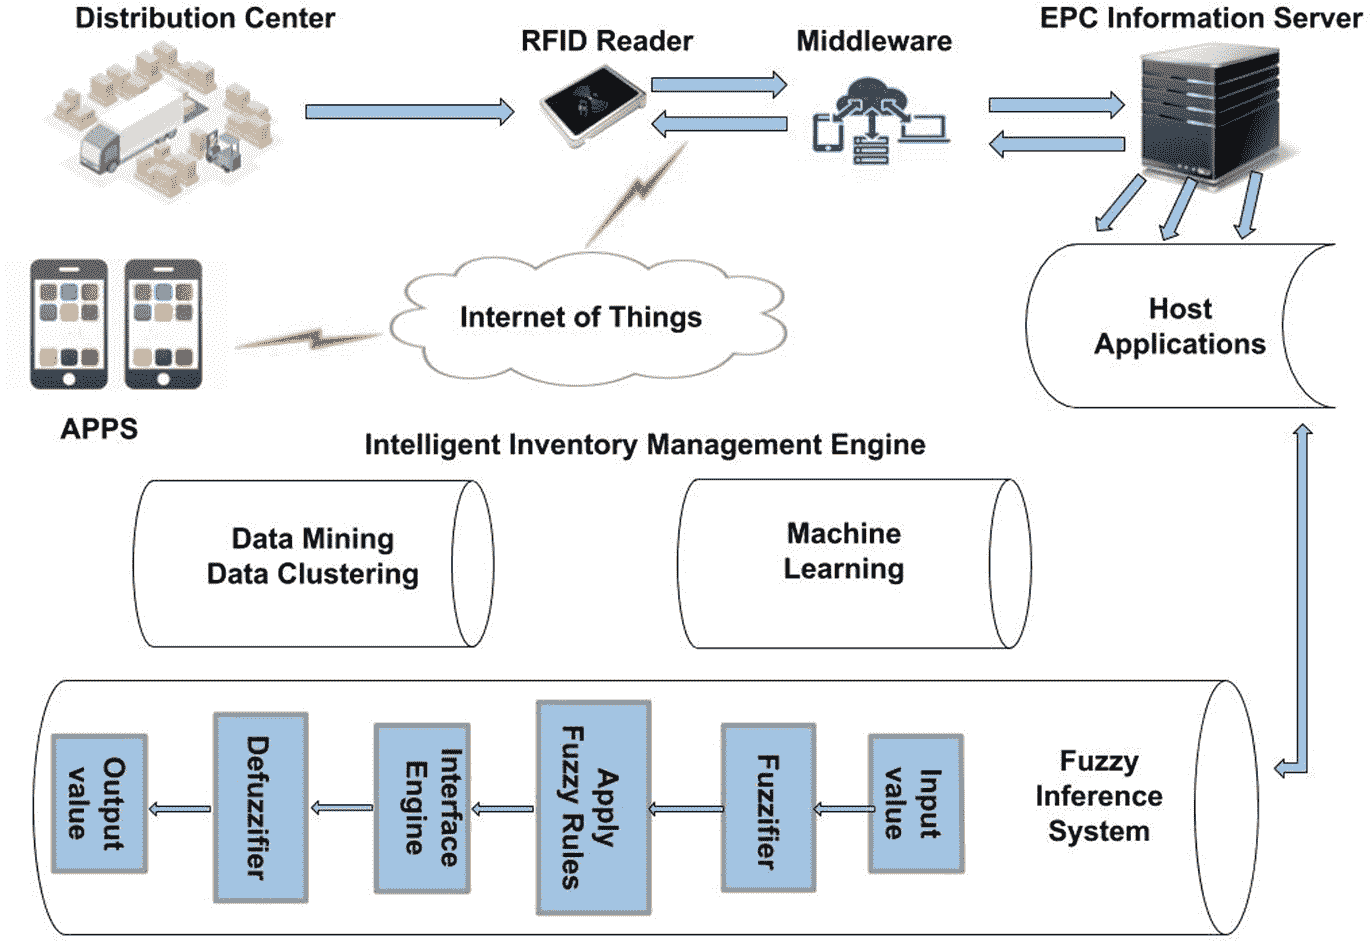 Distribution Center
RFID Reader
Middleware
EPC Information Server
Internet of Things
Host
Applications
APPS
Intelligent Inventory Management Engine
Data Mining
Data Clustering
Machine
Learning
Output
value
Defuzzifier
Interface
Engine
Apply
Fuzzy Rules
Fuzzifier
Input
value
Fuzzy
Inference
System